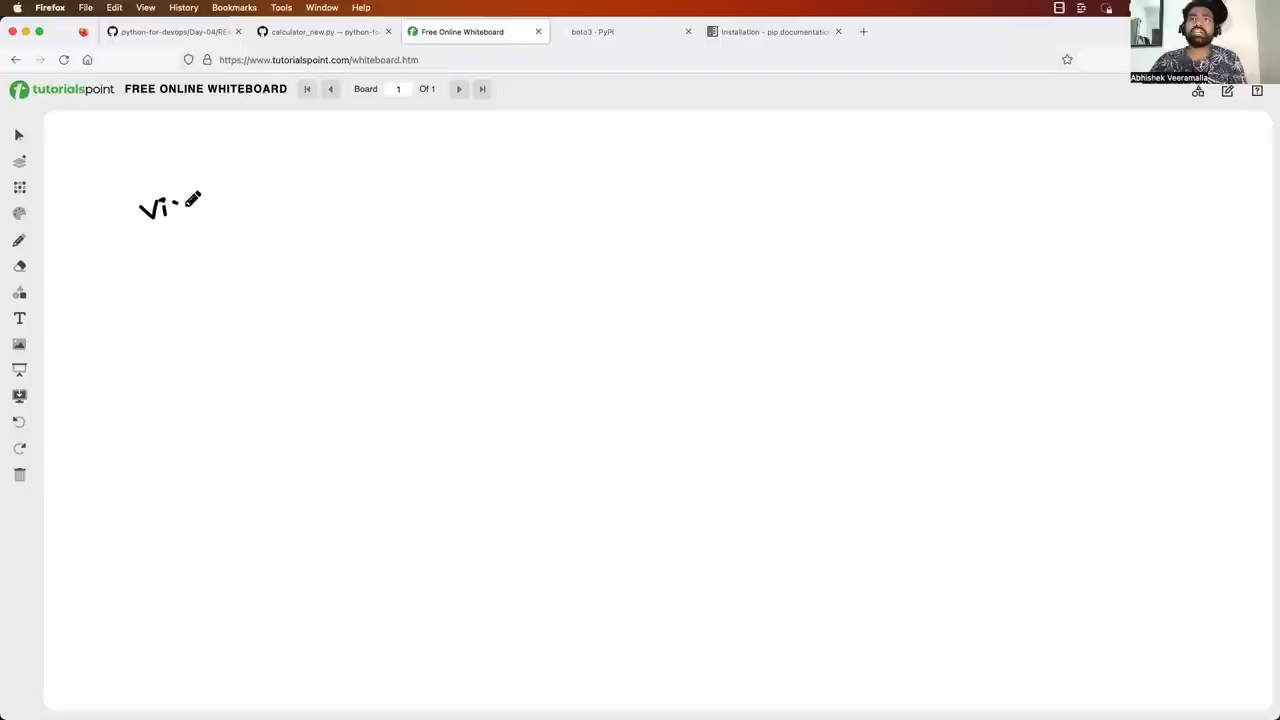 Firefox File Edit View History Bookmarks Tools Window Help
python-for-devops/Day-04/REA
calculator_new.py — python-fo
Free Online Whiteboard
boto3 · PyPI
Installation - pip documentatio
https://www.tutorialspoint.com/whiteboard.htm
Abhishek Veeramalla
tutorialspoint FREE ONLINE WHITEBOARD Board 1 Of 1
T
Vi